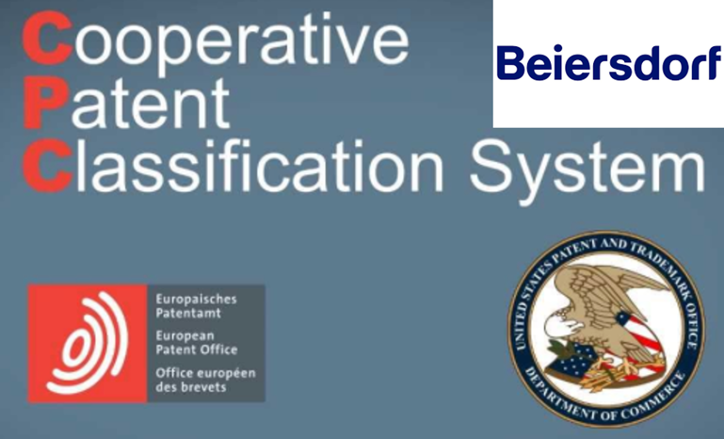 Cooperative
Patent
Classification System
Beiersdorf
Europäisches
Patentamt
European
Patent Office
Office européen
des brevets
UNITED STATES PATENT AND TRADEMARK OFFICE
DEPARTMENT OF COMMERCE